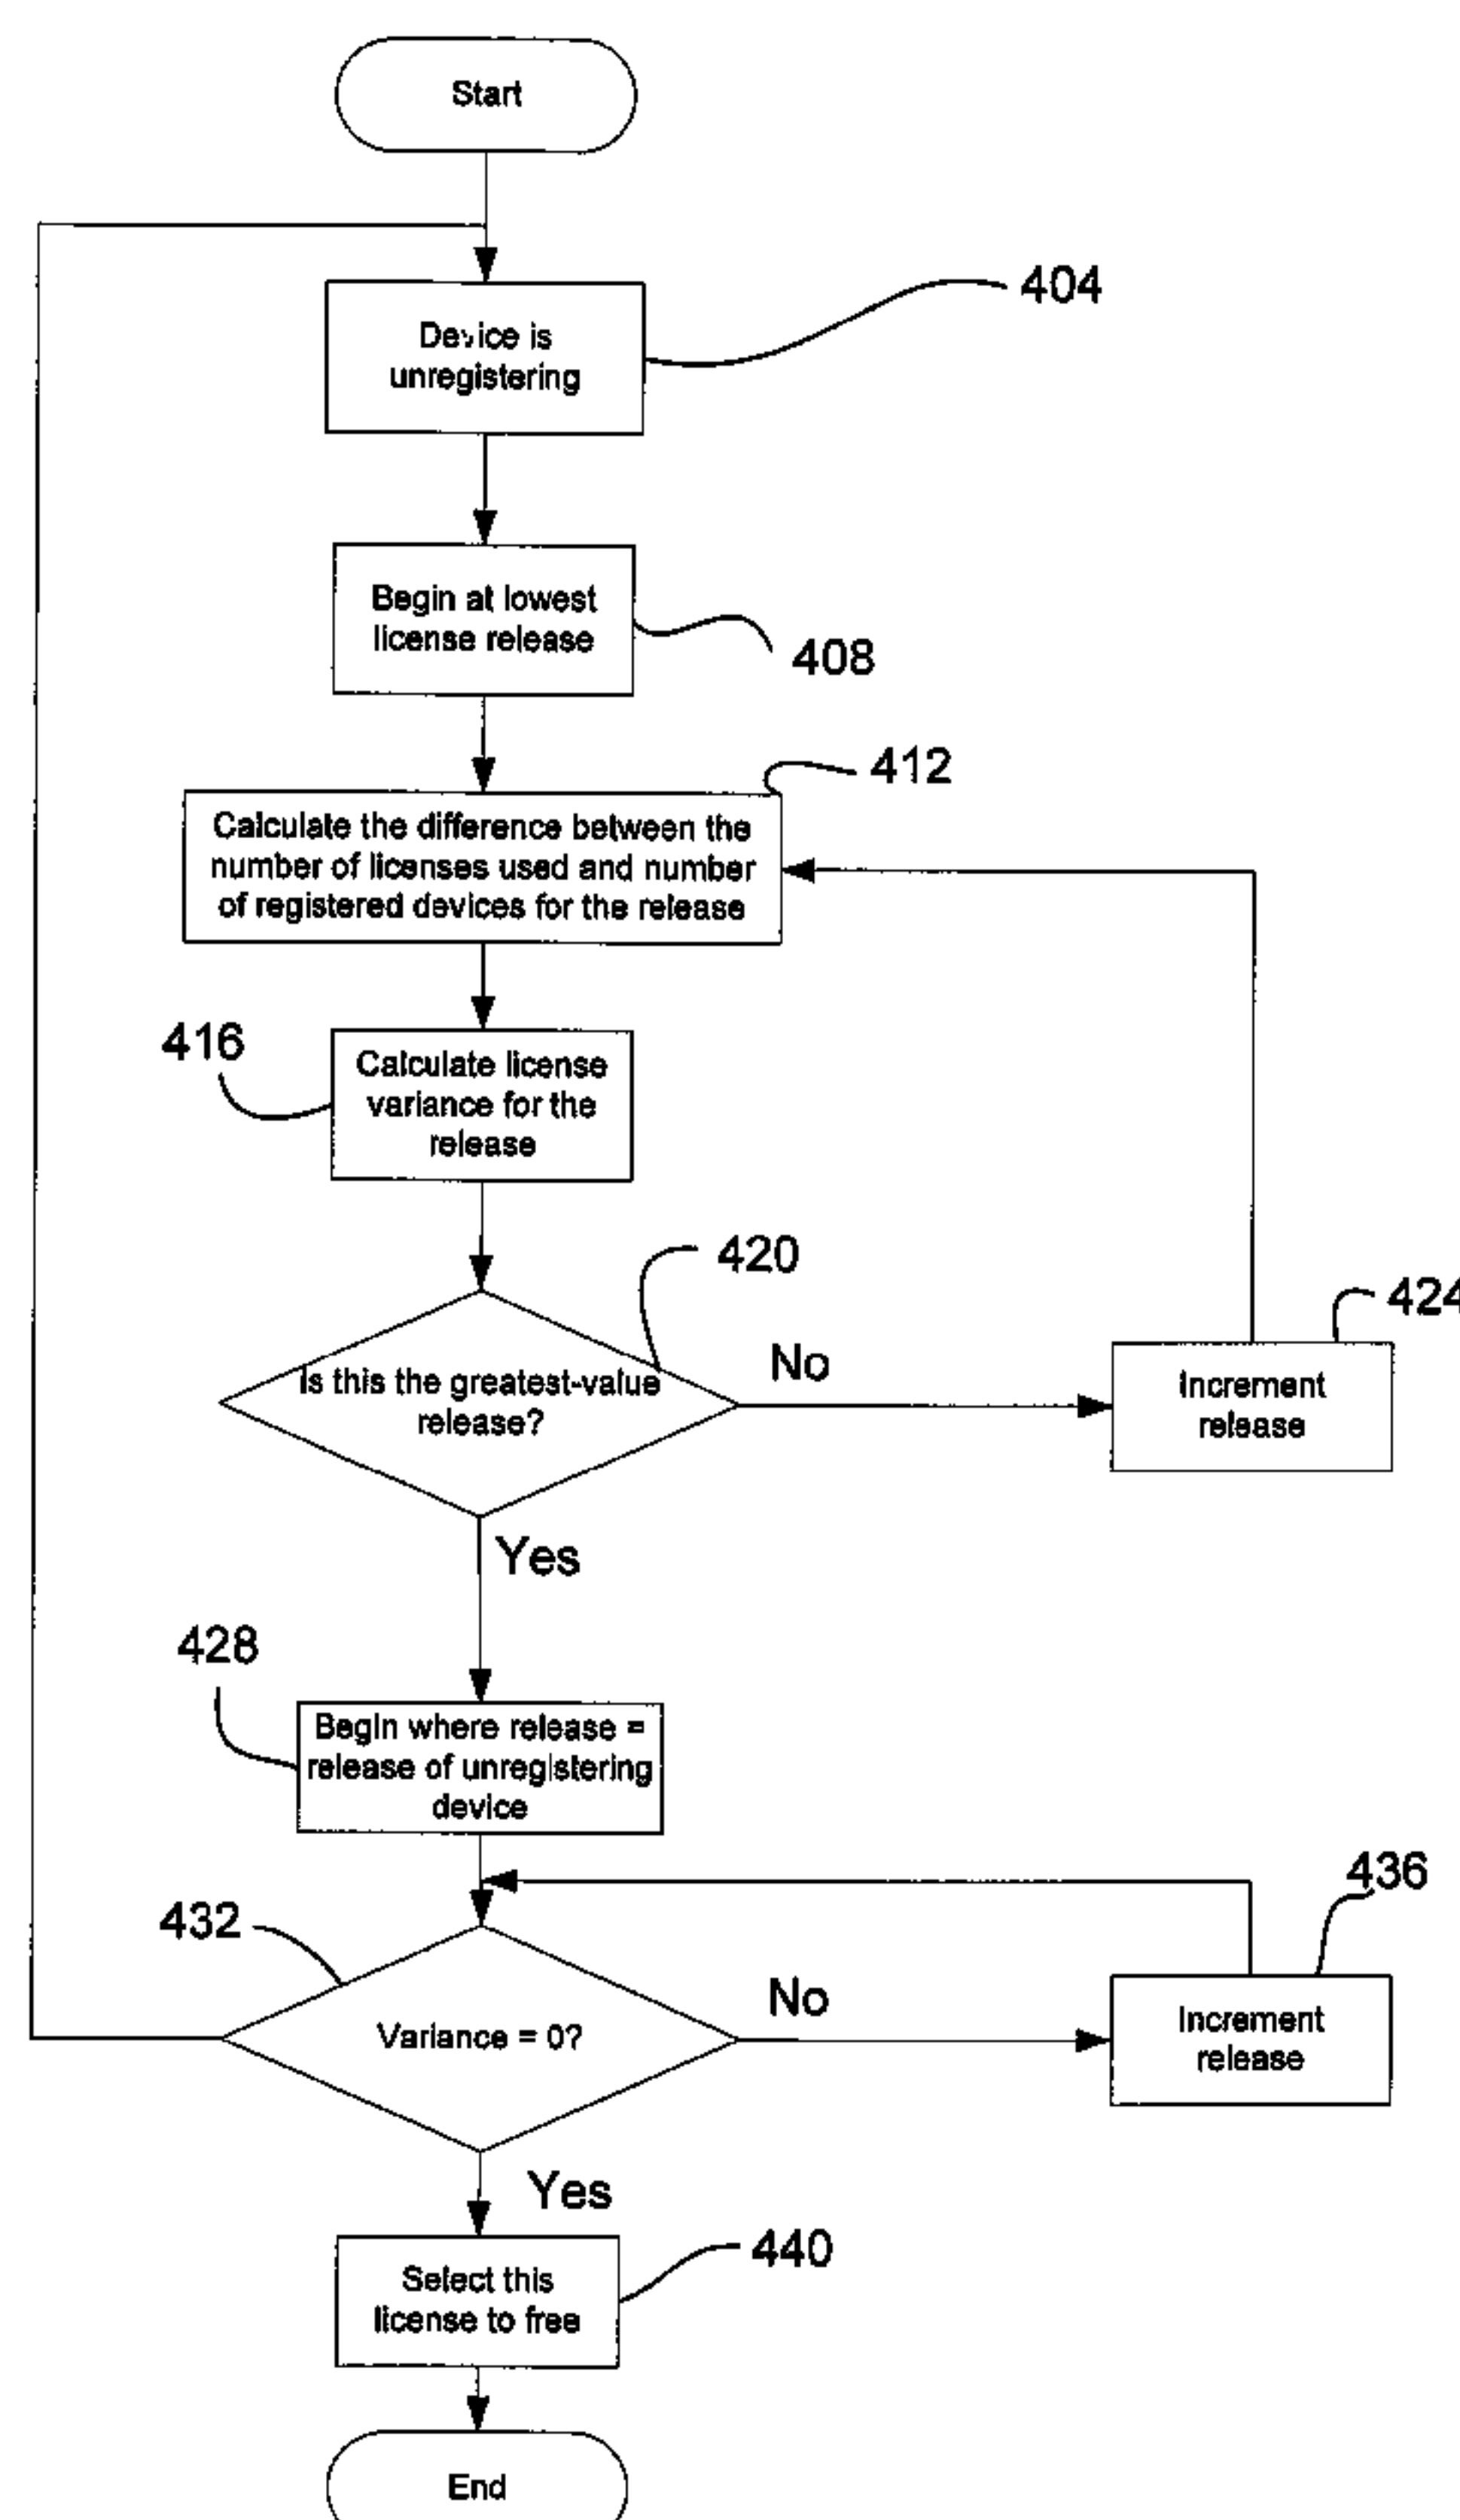 Start
404
Device is
unregistering
Begin at lowest
license release
408
412
Calculate the difference between the
number of licenses used and number
of registered devices for the release
416
Calculate license
variance for the
release
420
424
Is this the greatest-value
release?
No
Increment
release
Yes
428
Begin where release =
release of unregistering
device
436
432
Variance = 0?
No
Increment
release
Yes
440
Select this
license to free
End